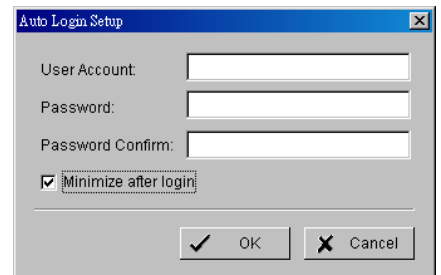 Auto Login Setup
User Account:
Password:
Password Confirm:
Minimize after login
OK
Cancel